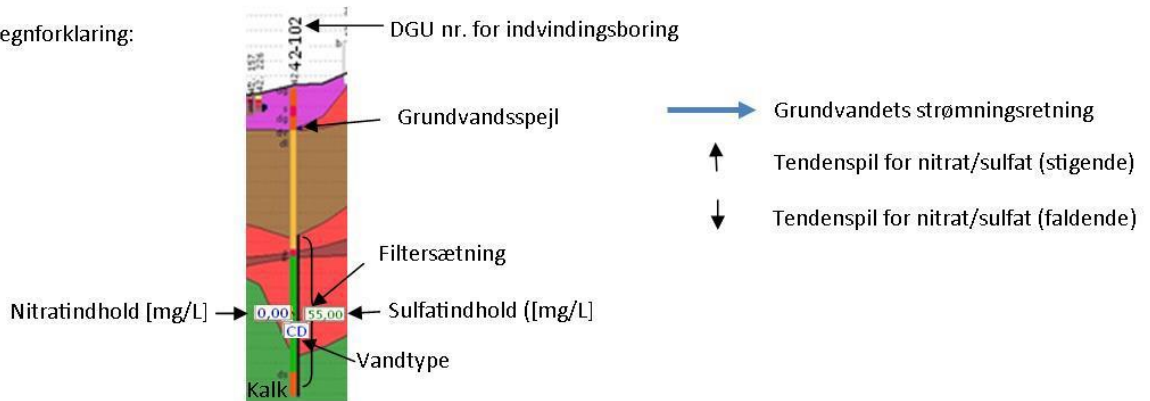 egnforklaring:
42-102
DGU nr. for indvindingsboring
Grundvandsspejl
Filtersætning
Nitratindhold [mg/L]
0,00
55,00
Sulfatindhold ([mg/L]
CD
Vandtype
Kalk
Grundvandets strømningsretning
Tendenspil for nitrat/sulfat (stigende)
Tendenspil for nitrat/sulfat (faldende)